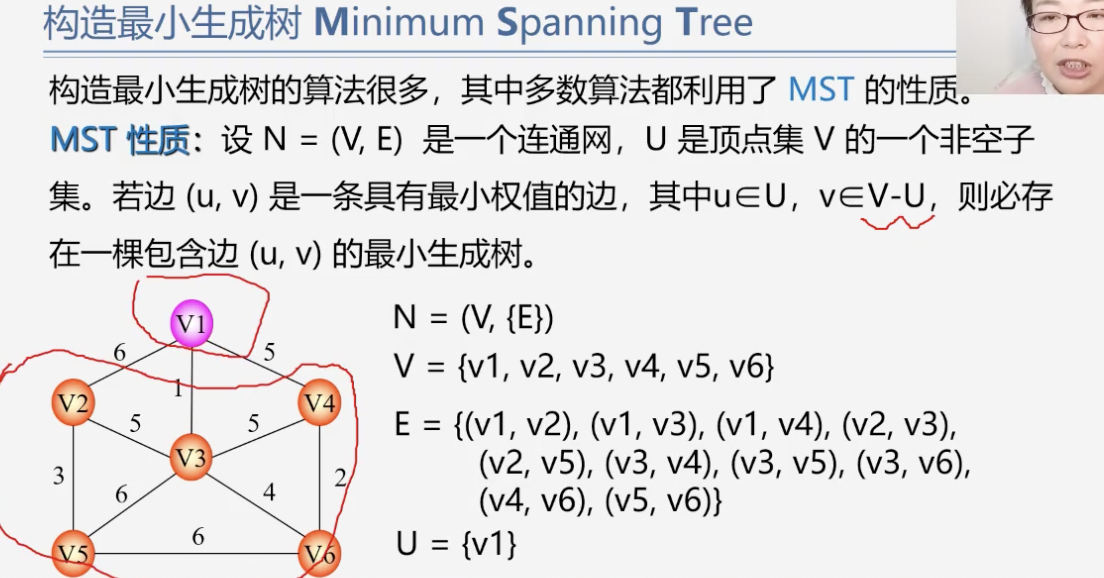 构造最小生成树 Minimum Spanning Tree
构造最小生成树的算法很多，其中多数算法都利用了 MST 的性质。
MST 性质：设 N = (V, E) 是一个连通网，U 是顶点集 V 的一个非空子
集。若边 (u, v) 是一条具有最小权值的边，其中u∈U，v∈V-U，则必存
在一棵包含边 (u, v) 的最小生成树。
V1
6
5
1
V2
V4
5
5
V3
3
2
6
4
6
V5
V6
N = (V, {E})
V = {v1, v2, v3, v4, v5, v6}
E = {(v1, v2), (v1, v3), (v1, v4), (v2, v3),
(v2, v5), (v3, v4), (v3, v5), (v3, v6),
(v4, v6), (v5, v6)}
U = {v1}